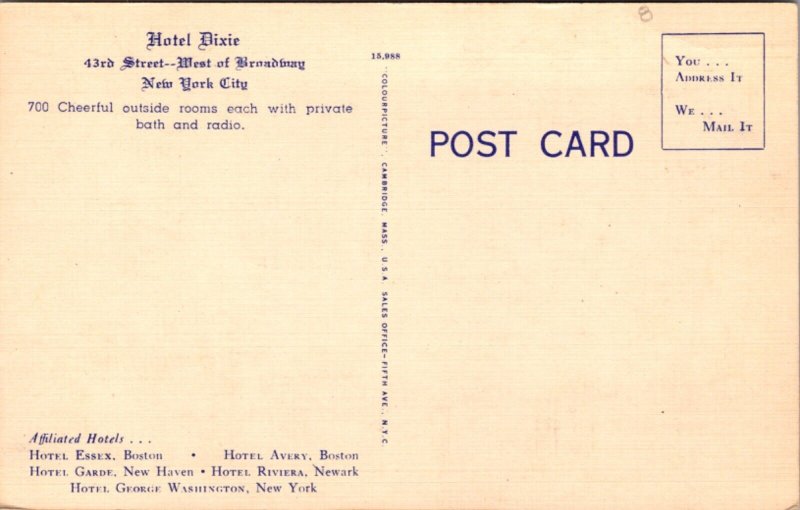 Hotel Dixie
43rd Street--West of Broadway
New York City
700 Cheerful outside rooms each with private
bath and radio.
15,988
"COLOURPICTURE", CAMBRIDGE, MASS., U.S.A. SALES OFFICE—FIFTH AVE., N.Y.C.
POST CARD
YOU . . .
ADDRESS IT
WE . . .
MAIL IT
Affiliated Hotels . . .
HOTEL ESSEX, Boston • HOTEL AVERY, Boston
HOTEL GARDE, New Haven • HOTEL RIVIERA, Newark
HOTEL GEORGE WASHINGTON, New York